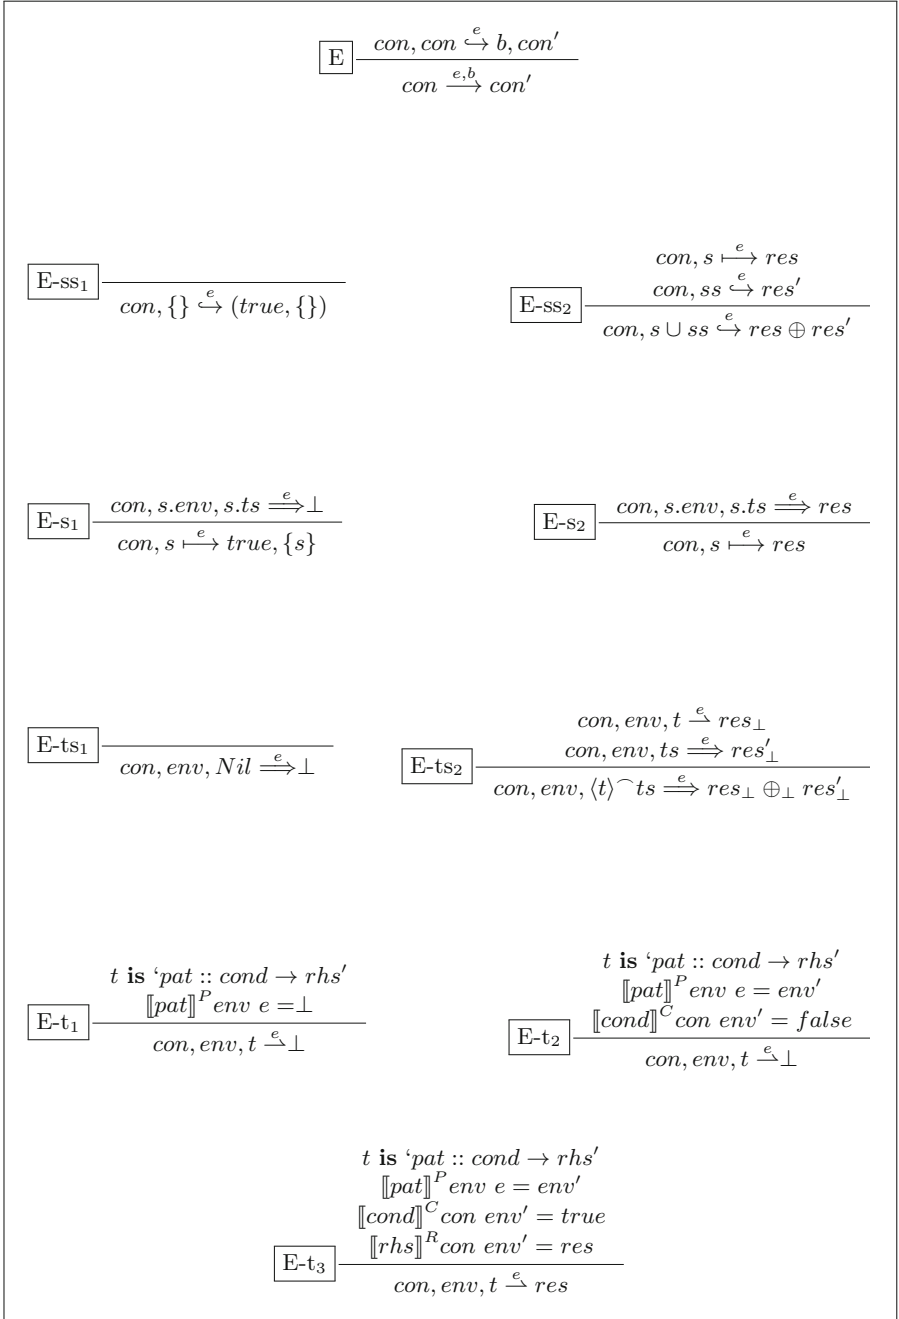 con, con e↪ b, con′
E
con e,b⟶ con′
E-ss₁
con, {} e↪ (true, {})
con, s e⟼ res
con, ss e↪ res′
E-ss₂
con, s ∪ ss e↪ res ⊕ res′
con, s.env, s.ts e⟹ ⊥
E-s₁
con, s e⟼ true, {s}
con, s.env, s.ts e⟹ res
E-s₂
con, s e⟼ res
E-ts₁
con, env, Nil e⟹ ⊥
con, env, t e⇀ res⊥
con, env, ts e⟹ res′⊥
E-ts₂
con, env, ⟨t⟩⌢ts e⟹ res⊥ ⊕⊥ res′⊥
t is ‘pat :: cond → rhs′
⟦pat⟧ᴾ env e = ⊥
E-t₁
con, env, t e⇀ ⊥
t is ‘pat :: cond → rhs′
⟦pat⟧ᴾ env e = env′
⟦cond⟧ᶜ con env′ = false
E-t₂
con, env, t e⇀ ⊥
t is ‘pat :: cond → rhs′
⟦pat⟧ᴾ env e = env′
⟦cond⟧ᶜ con env′ = true
⟦rhs⟧ᴿ con env′ = res
E-t₃
con, env, t e⇀ res